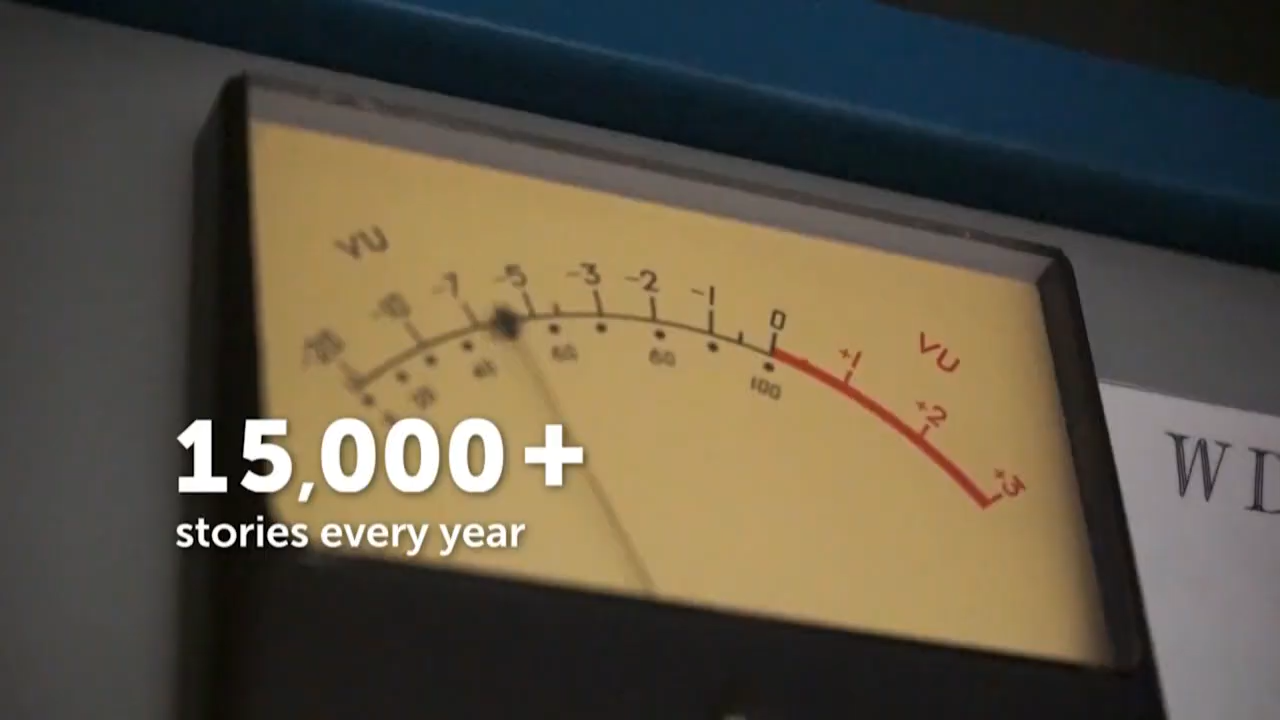 VU
-20 -10 -7 -5 -3 -2 -1 0 +1 +2 +3
VU
60 80 100
15,000+
stories every year
WD